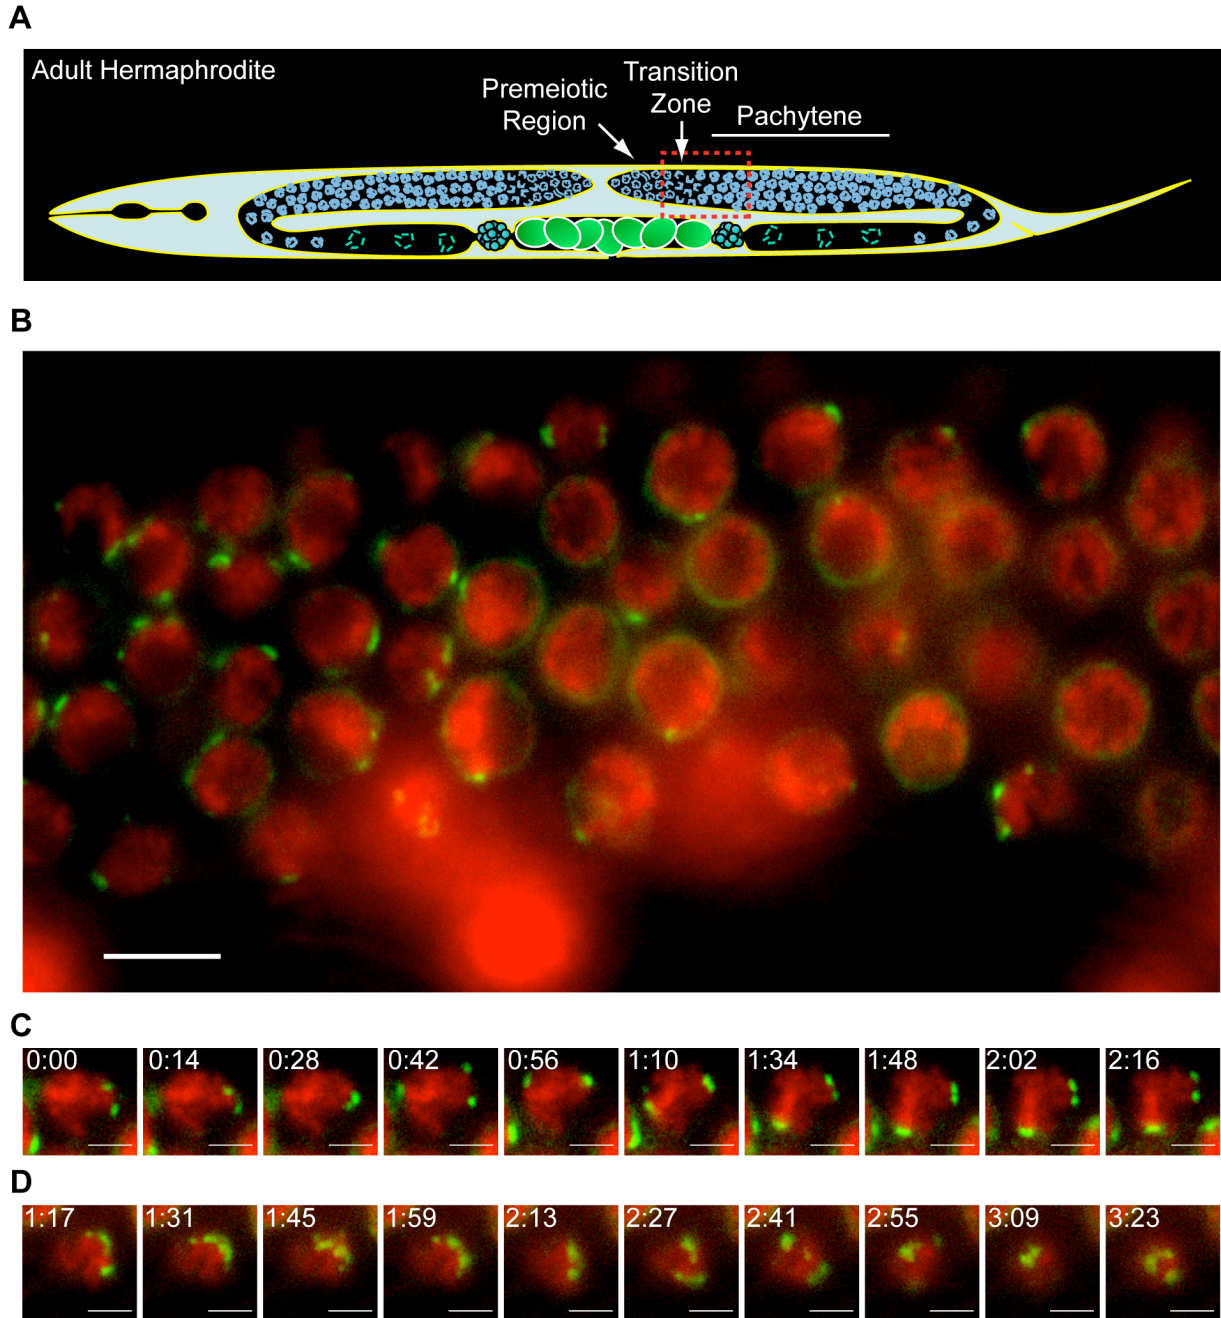 A
Adult Hermaphrodite
Premeiotic
Region
Transition
Zone
Pachytene
B
C
0:00 0:14 0:28 0:42 0:56 1:10 1:34 1:48 2:02 2:16
D
1:17 1:31 1:45 1:59 2:13 2:27 2:41 2:55 3:09 3:23